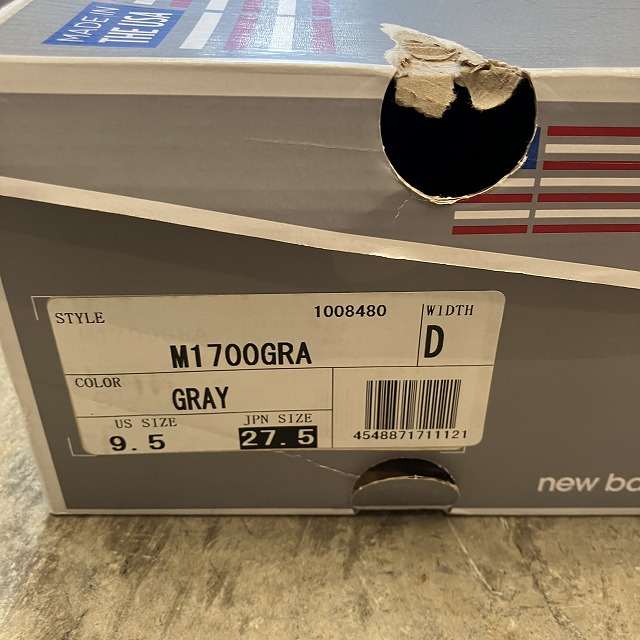 MADE IN
THE USA
STYLE
1008480
WIDTH
M1700GRA
D
COLOR
GRAY
US SIZE
JPN SIZE
9.5
27.5
4548871711121
new